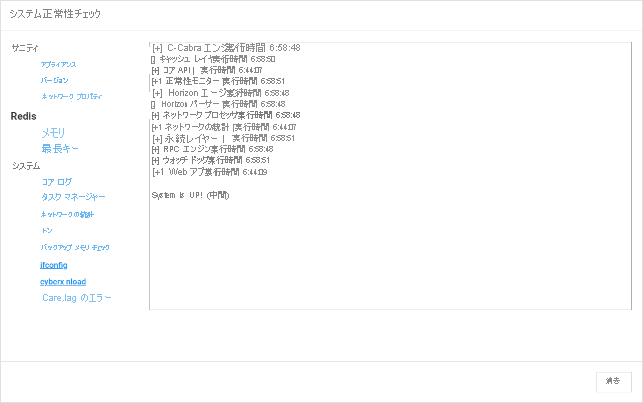 システム正常性チェック
サニティ
アプライアンス
バージョン
ネットワーク プロパティ
Redis
メモリ
最長キー
システム
コア ログ
タスク マネージャー
ネットワークの統計
トン
バックアップ メモリ チェック
ifconfig
cyberx nload
Care.lag のエラー
[+] C-Cabra エンジ実行時間 6:58:48
[] キャッシュ レイヤ実行時間 6:58:50
[+] コア API | 実行時間 6:44:07
[+1 正常性モニター 実行時間 6:58:51
[+] Horizon エージ実行時間 6:58:48
[] Horizon パーサー 実行時間 6:58:48
[+] ネットワーク プロセッサ実行時間 6:58:48
[+1 ネットワークの統計 |実行時間 6:44:07
[+] 永続レイヤー | 実行時間 6:58:51
[+] RPC エンジン実行時間 6:58:48
[+] ウォッチ ドッグ実行時間 6:58:51
[+1 Web アプ実行時間 6:44:09
System is UP! (中間)